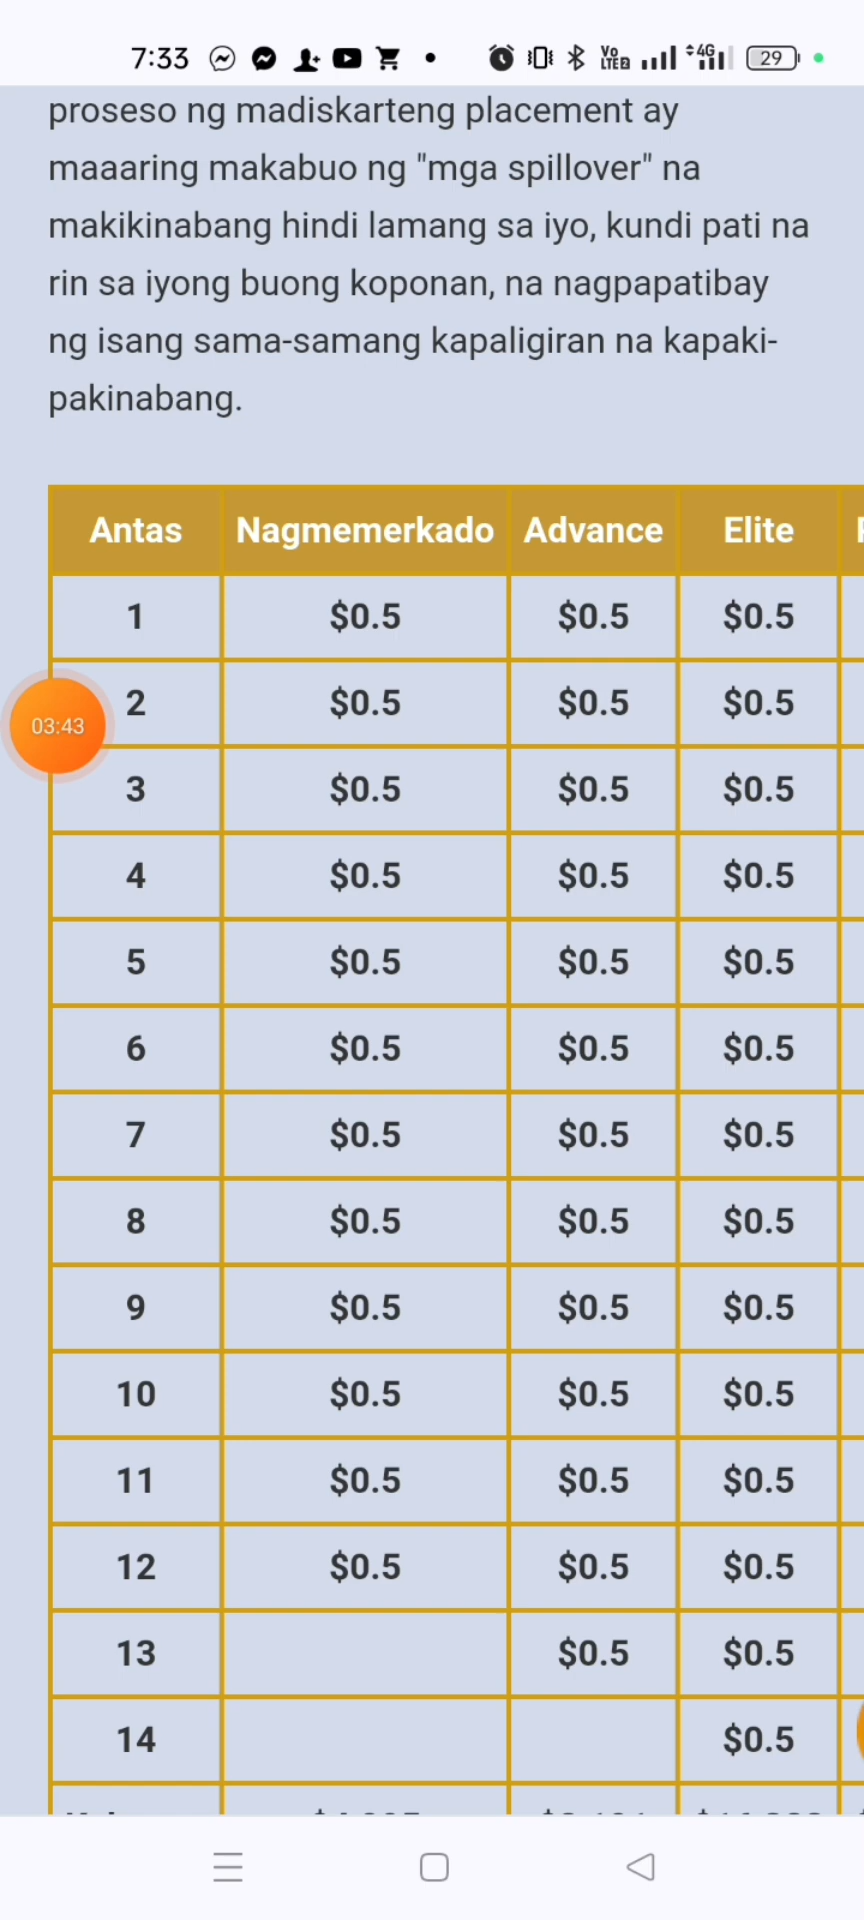 7:33
VoLTE2 4G 29
proseso ng madiskarteng placement ay
maaaring makabuo ng "mga spillover" na
makikinabang hindi lamang sa iyo, kundi pati na
rin sa iyong buong koponan, na nagpapatibay
ng isang sama-samang kapaligiran na kapaki-
pakinabang.
Antas Nagmemerkado Advance Elite
1 $0.5 $0.5 $0.5
03:43
2 $0.5 $0.5 $0.5
3 $0.5 $0.5 $0.5
4 $0.5 $0.5 $0.5
5 $0.5 $0.5 $0.5
6 $0.5 $0.5 $0.5
7 $0.5 $0.5 $0.5
8 $0.5 $0.5 $0.5
9 $0.5 $0.5 $0.5
10 $0.5 $0.5 $0.5
11 $0.5 $0.5 $0.5
12 $0.5 $0.5 $0.5
13 $0.5 $0.5
14 $0.5